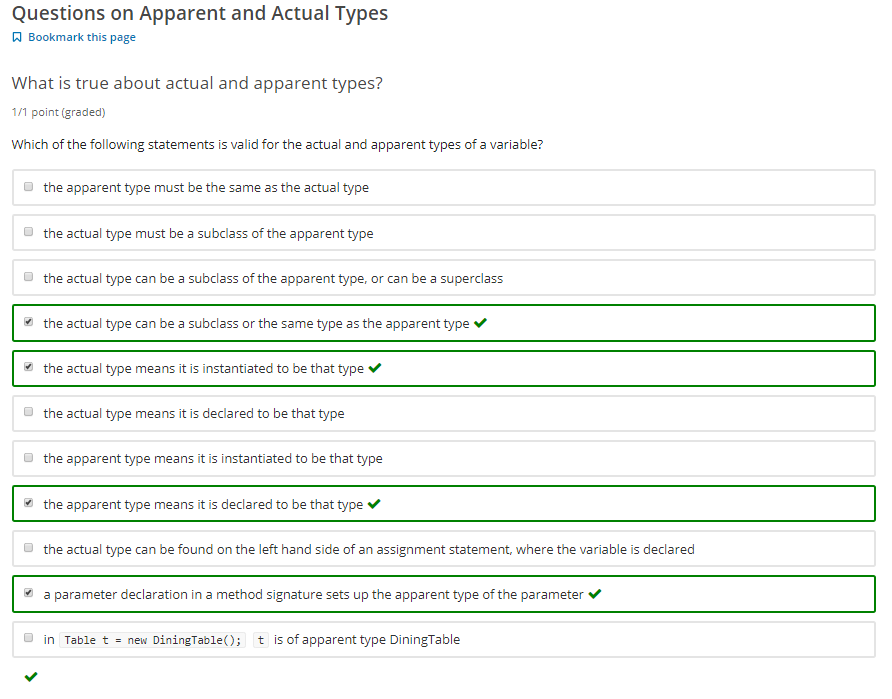 Questions on Apparent and Actual Types
Bookmark this page
What is true about actual and apparent types?
1/1 point (graded)
Which of the following statements is valid for the actual and apparent types of a variable?
the apparent type must be the same as the actual type
the actual type must be a subclass of the apparent type
the actual type can be a subclass of the apparent type, or can be a superclass
the actual type can be a subclass or the same type as the apparent type
the actual type means it is instantiated to be that type
the actual type means it is declared to be that type
the apparent type means it is instantiated to be that type
the apparent type means it is declared to be that type
the actual type can be found on the left hand side of an assignment statement, where the variable is declared
a parameter declaration in a method signature sets up the apparent type of the parameter
in Table t = new DiningTable(); t is of apparent type DiningTable